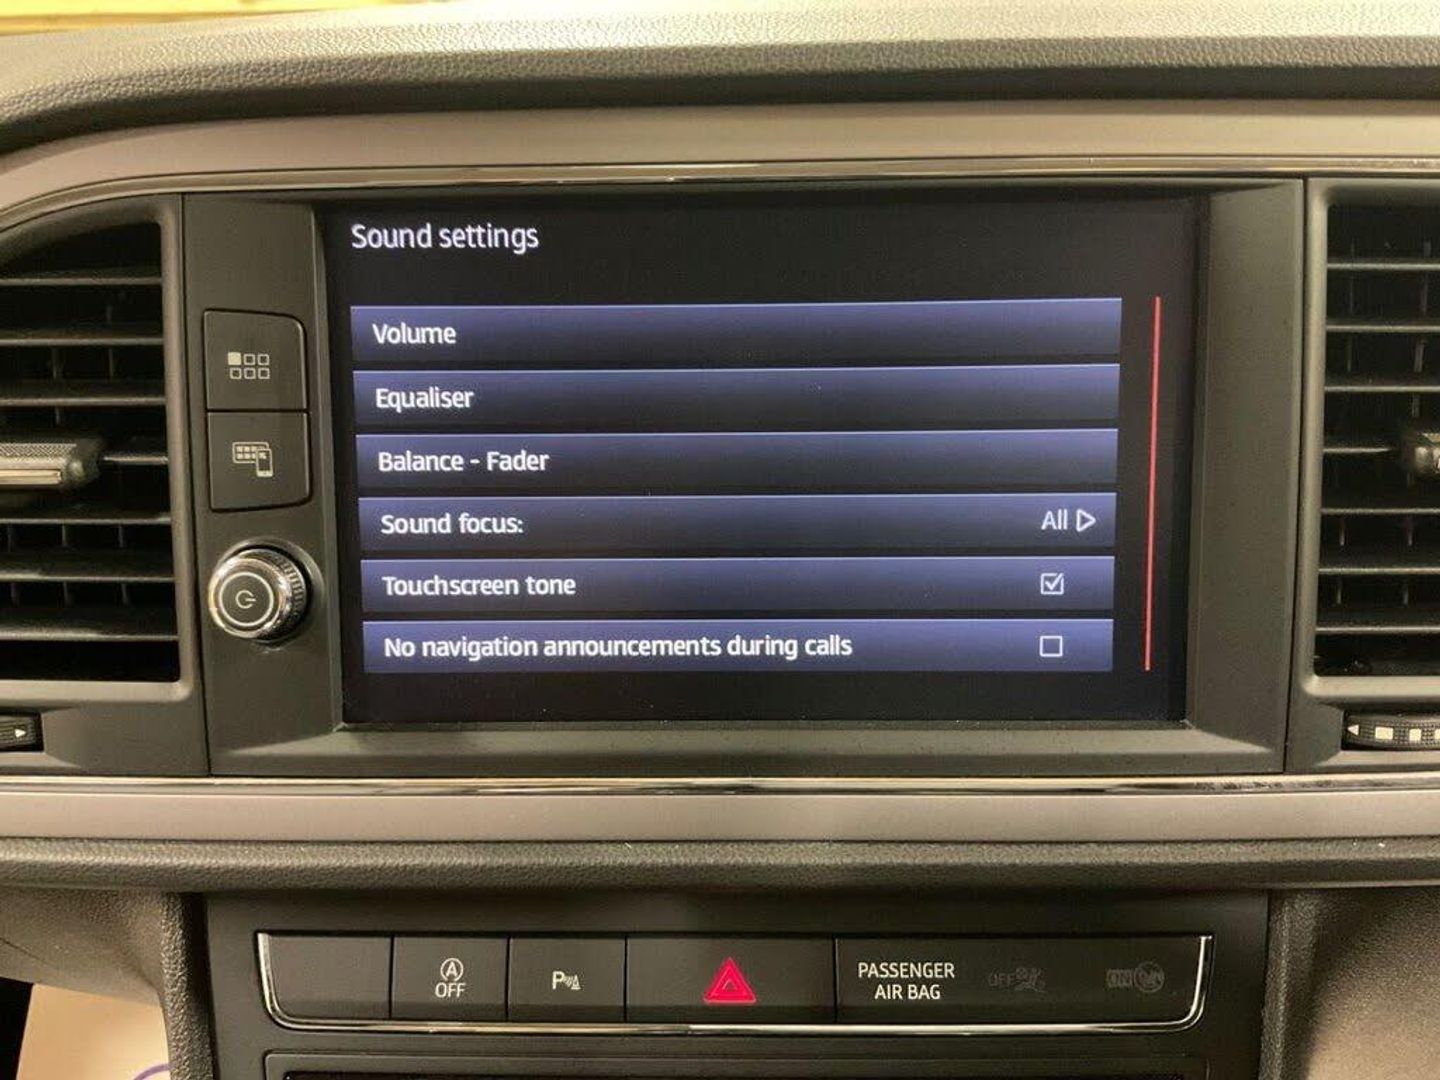 Sound settings
Volume
Equaliser
Balance - Fader
Sound focus: All
Touchscreen tone
No navigation announcements during calls
A
OFF
P
PASSENGER
AIR BAG
OFF